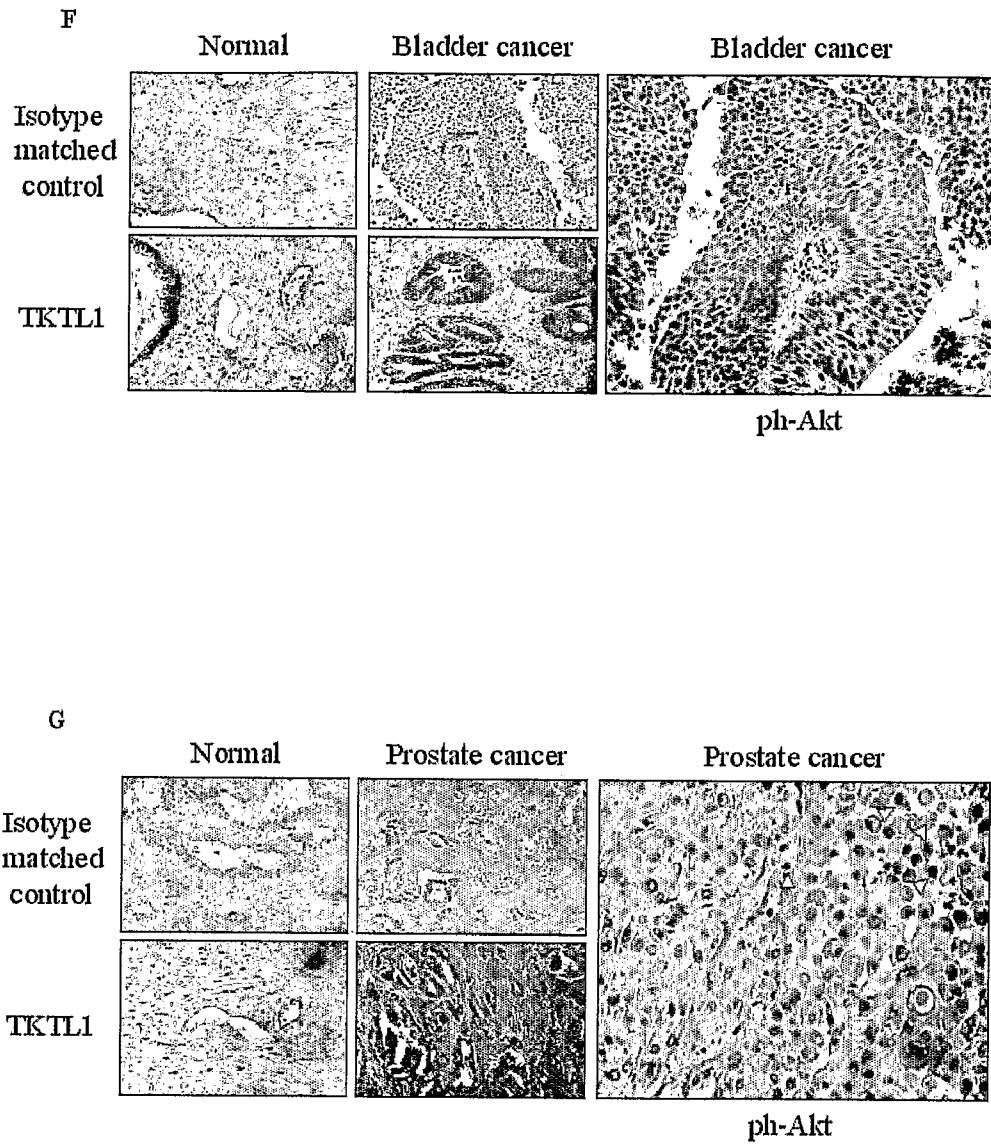 F
Normal
Bladder cancer
Bladder cancer
Isotype
matched
control
TKTL1
ph-Akt
G
Normal
Prostate cancer
Prostate cancer
Isotype
matched
control
TKTL1
ph-Akt